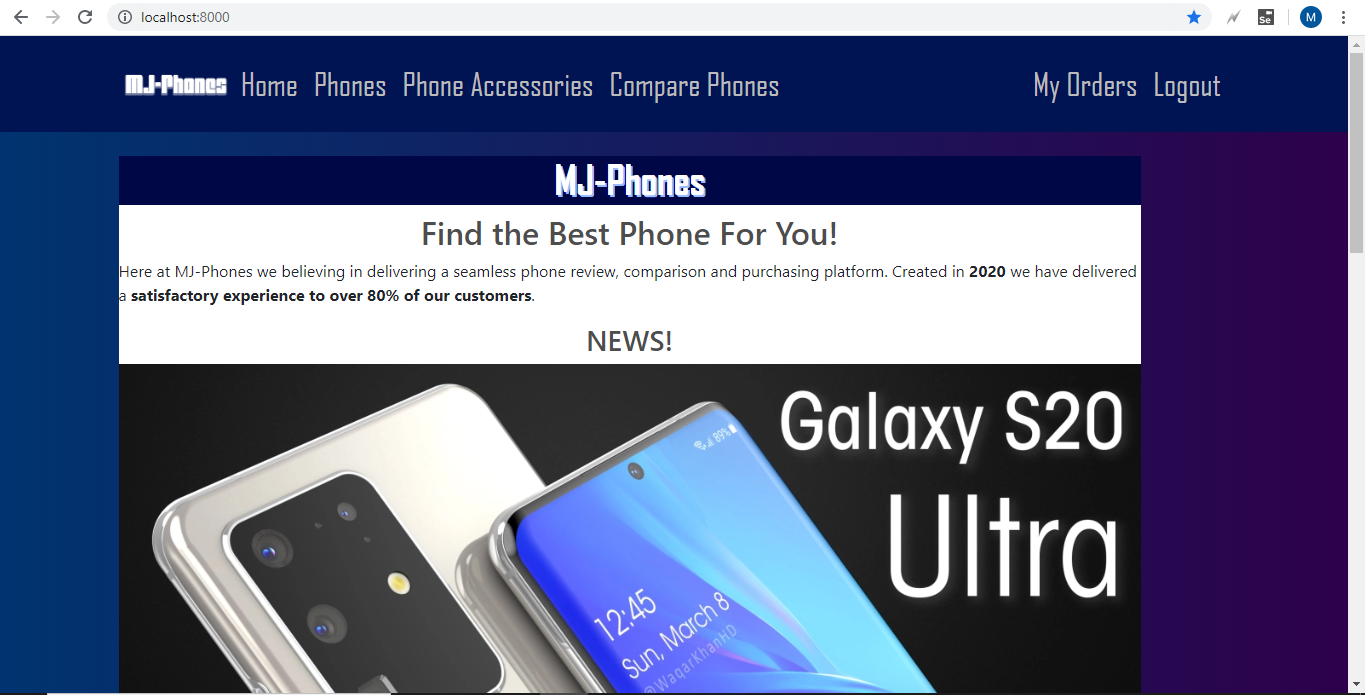 localhost:8000
Se
M
MJ-Phones Home Phones Phone Accessories Compare Phones My Orders Logout
MJ-Phones
Find the Best Phone For You!
Here at MJ-Phones we believing in delivering a seamless phone review, comparison and purchasing platform. Created in 2020 we have delivered
a satisfactory experience to over 80% of our customers.
NEWS!
Galaxy S20
Ultra
89%
12:45
Sun, March 8
@WaqarKhanHD